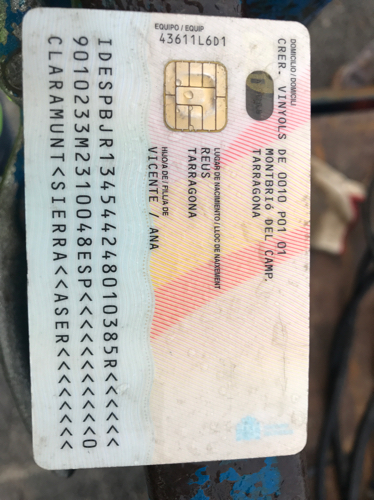 DOMICILIO / DOMICILI
CRER. VINYOLS DE 0010 P01 01
MONTBRIÓ DEL CAMP.
TARRAGONA
LUGAR DE NACIMIENTO / LLOC DE NAIXEMENT
REUS
TARRAGONA
HIJO/A DE / FILL/A DE
VICENTE / ANA
EQUIPO / EQUIP
43611L6D1
IDESPBJR134544248010385R<<<<<<
9010233M2310048ESP<<<<<<<<<<<0
CLARAMUNT<SIERRA<<ASER<<<<<<<<